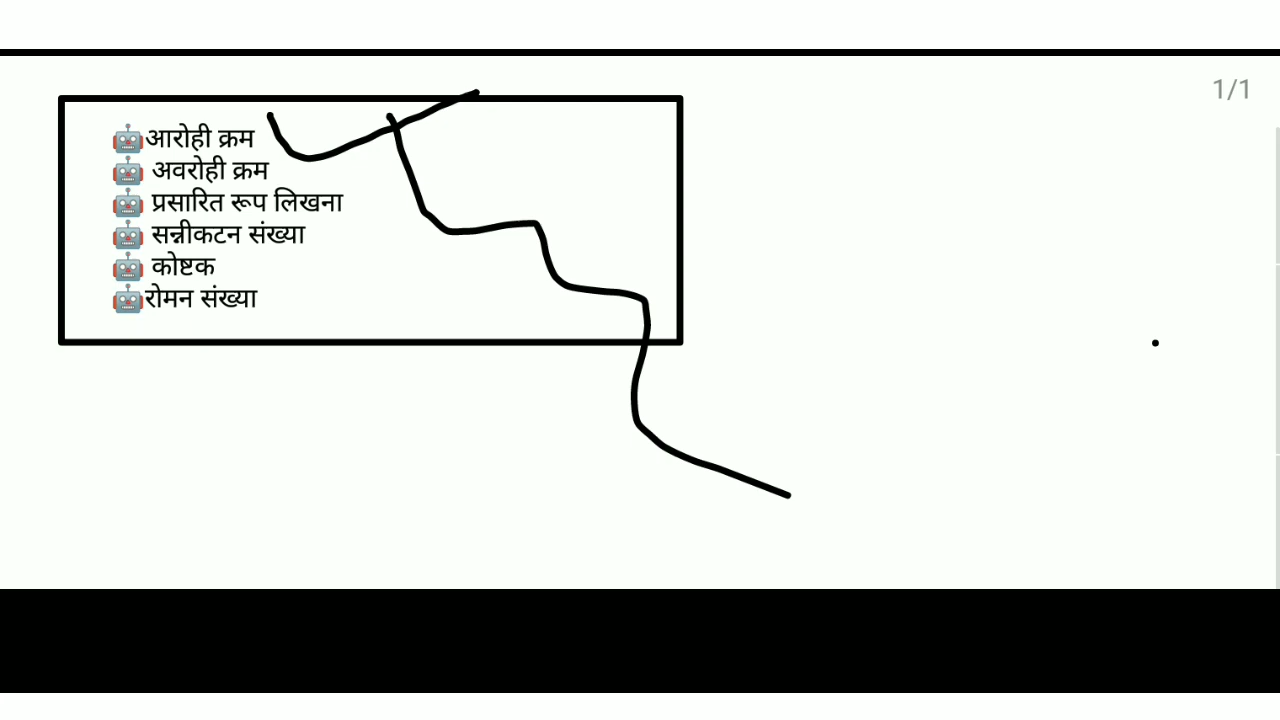 1/1
🤖आरोही क्रम
🤖 अवरोही क्रम
🤖 प्रसारित रूप लिखना
🤖 सन्नीकटन संख्या
🤖 कोष्टक
🤖रोमन संख्या